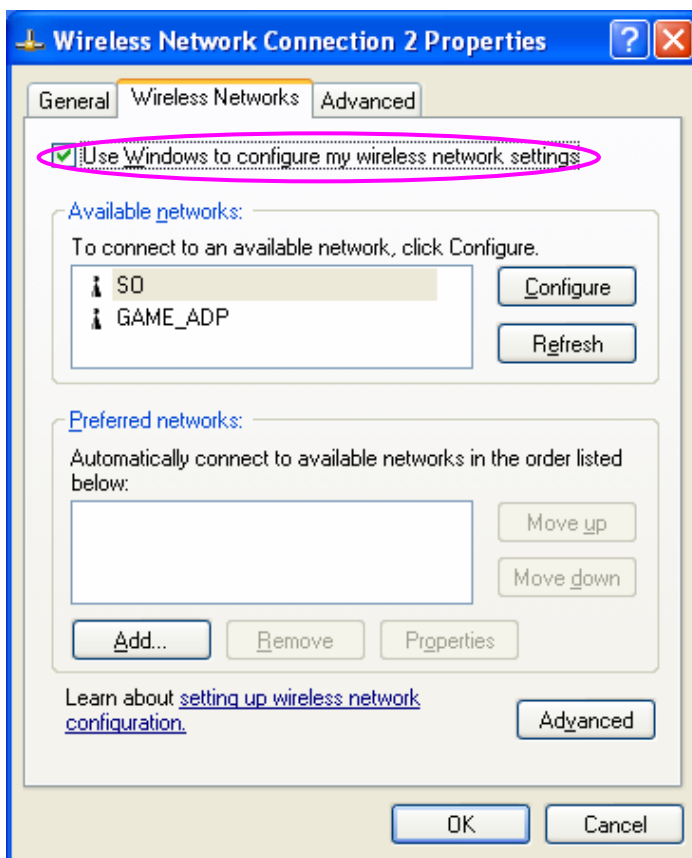 Wireless Network Connection 2 Properties
General Wireless Networks Advanced
Use Windows to configure my wireless network settings
Available networks:
To connect to an available network, click Configure.
SO
GAME_ADP
Configure
Refresh
Preferred networks:
Automatically connect to available networks in the order listed
below:
Move up
Move down
Add... Remove Properties
Learn about setting up wireless network
configuration.
Advanced
OK Cancel